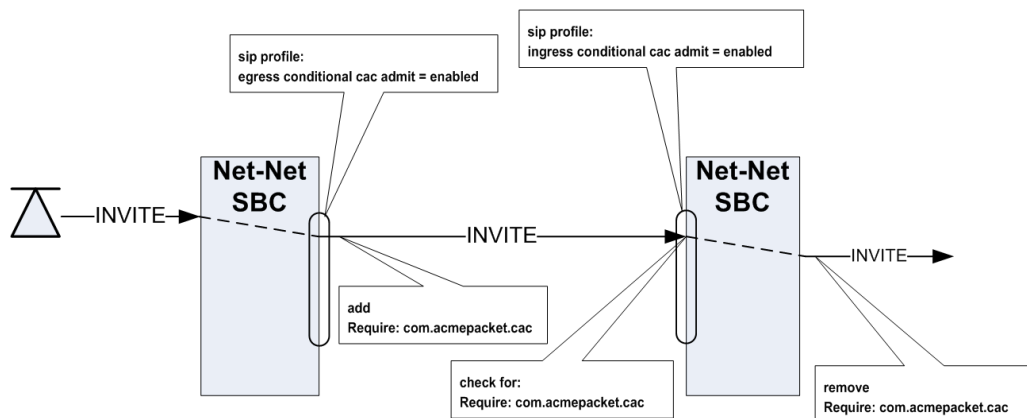 sip profile:
egress conditional cac admit = enabled
sip profile:
ingress conditional cac admit = enabled
Net-Net
SBC
Net-Net
SBC
INVITE
INVITE
INVITE
add
Require: com.acmepacket.cac
check for:
Require: com.acmepacket.cac
remove
Require: com.acmepacket.cac